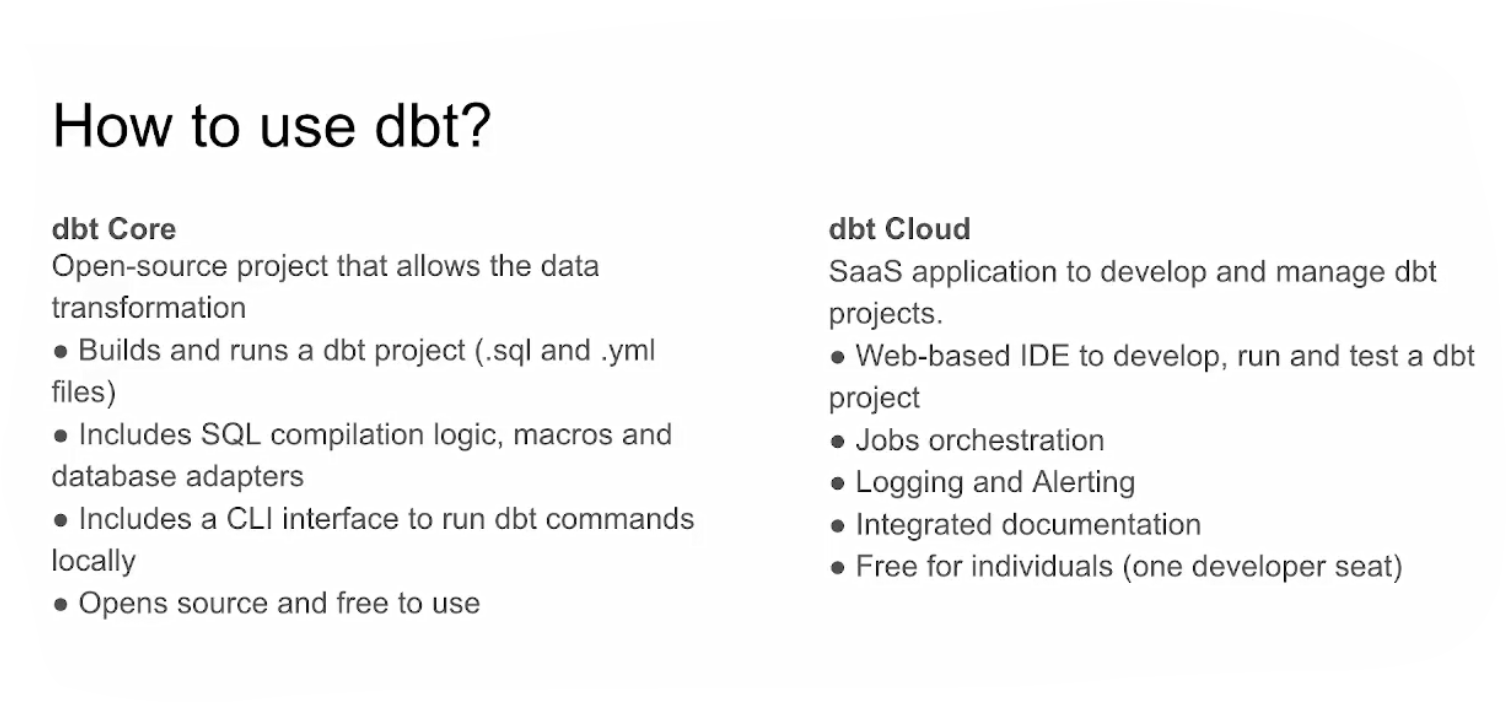 How to use dbt?
dbt Core
Open-source project that allows the data
transformation
● Builds and runs a dbt project (.sql and .yml
files)
● Includes SQL compilation logic, macros and
database adapters
● Includes a CLI interface to run dbt commands
locally
● Opens source and free to use
dbt Cloud
SaaS application to develop and manage dbt
projects.
● Web-based IDE to develop, run and test a dbt
project
● Jobs orchestration
● Logging and Alerting
● Integrated documentation
● Free for individuals (one developer seat)